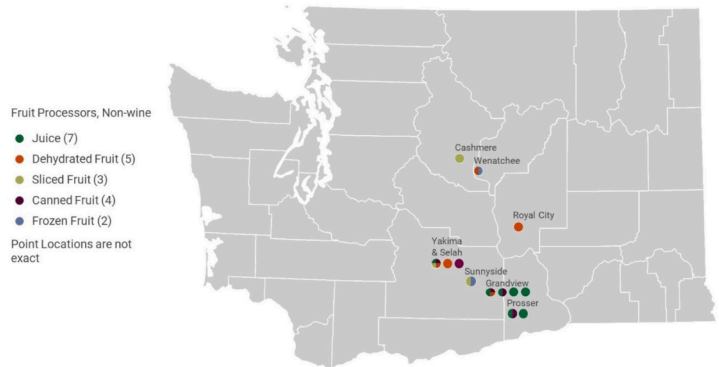 Fruit Processors, Non-wine
Juice (7)
Dehydrated Fruit (5)
Sliced Fruit (3)
Canned Fruit (4)
Frozen Fruit (2)
Point Locations are not
exact
Cashmere
Wenatchee
Royal City
Yakima
& Selah
Sunnyside
Grandview
Prosser